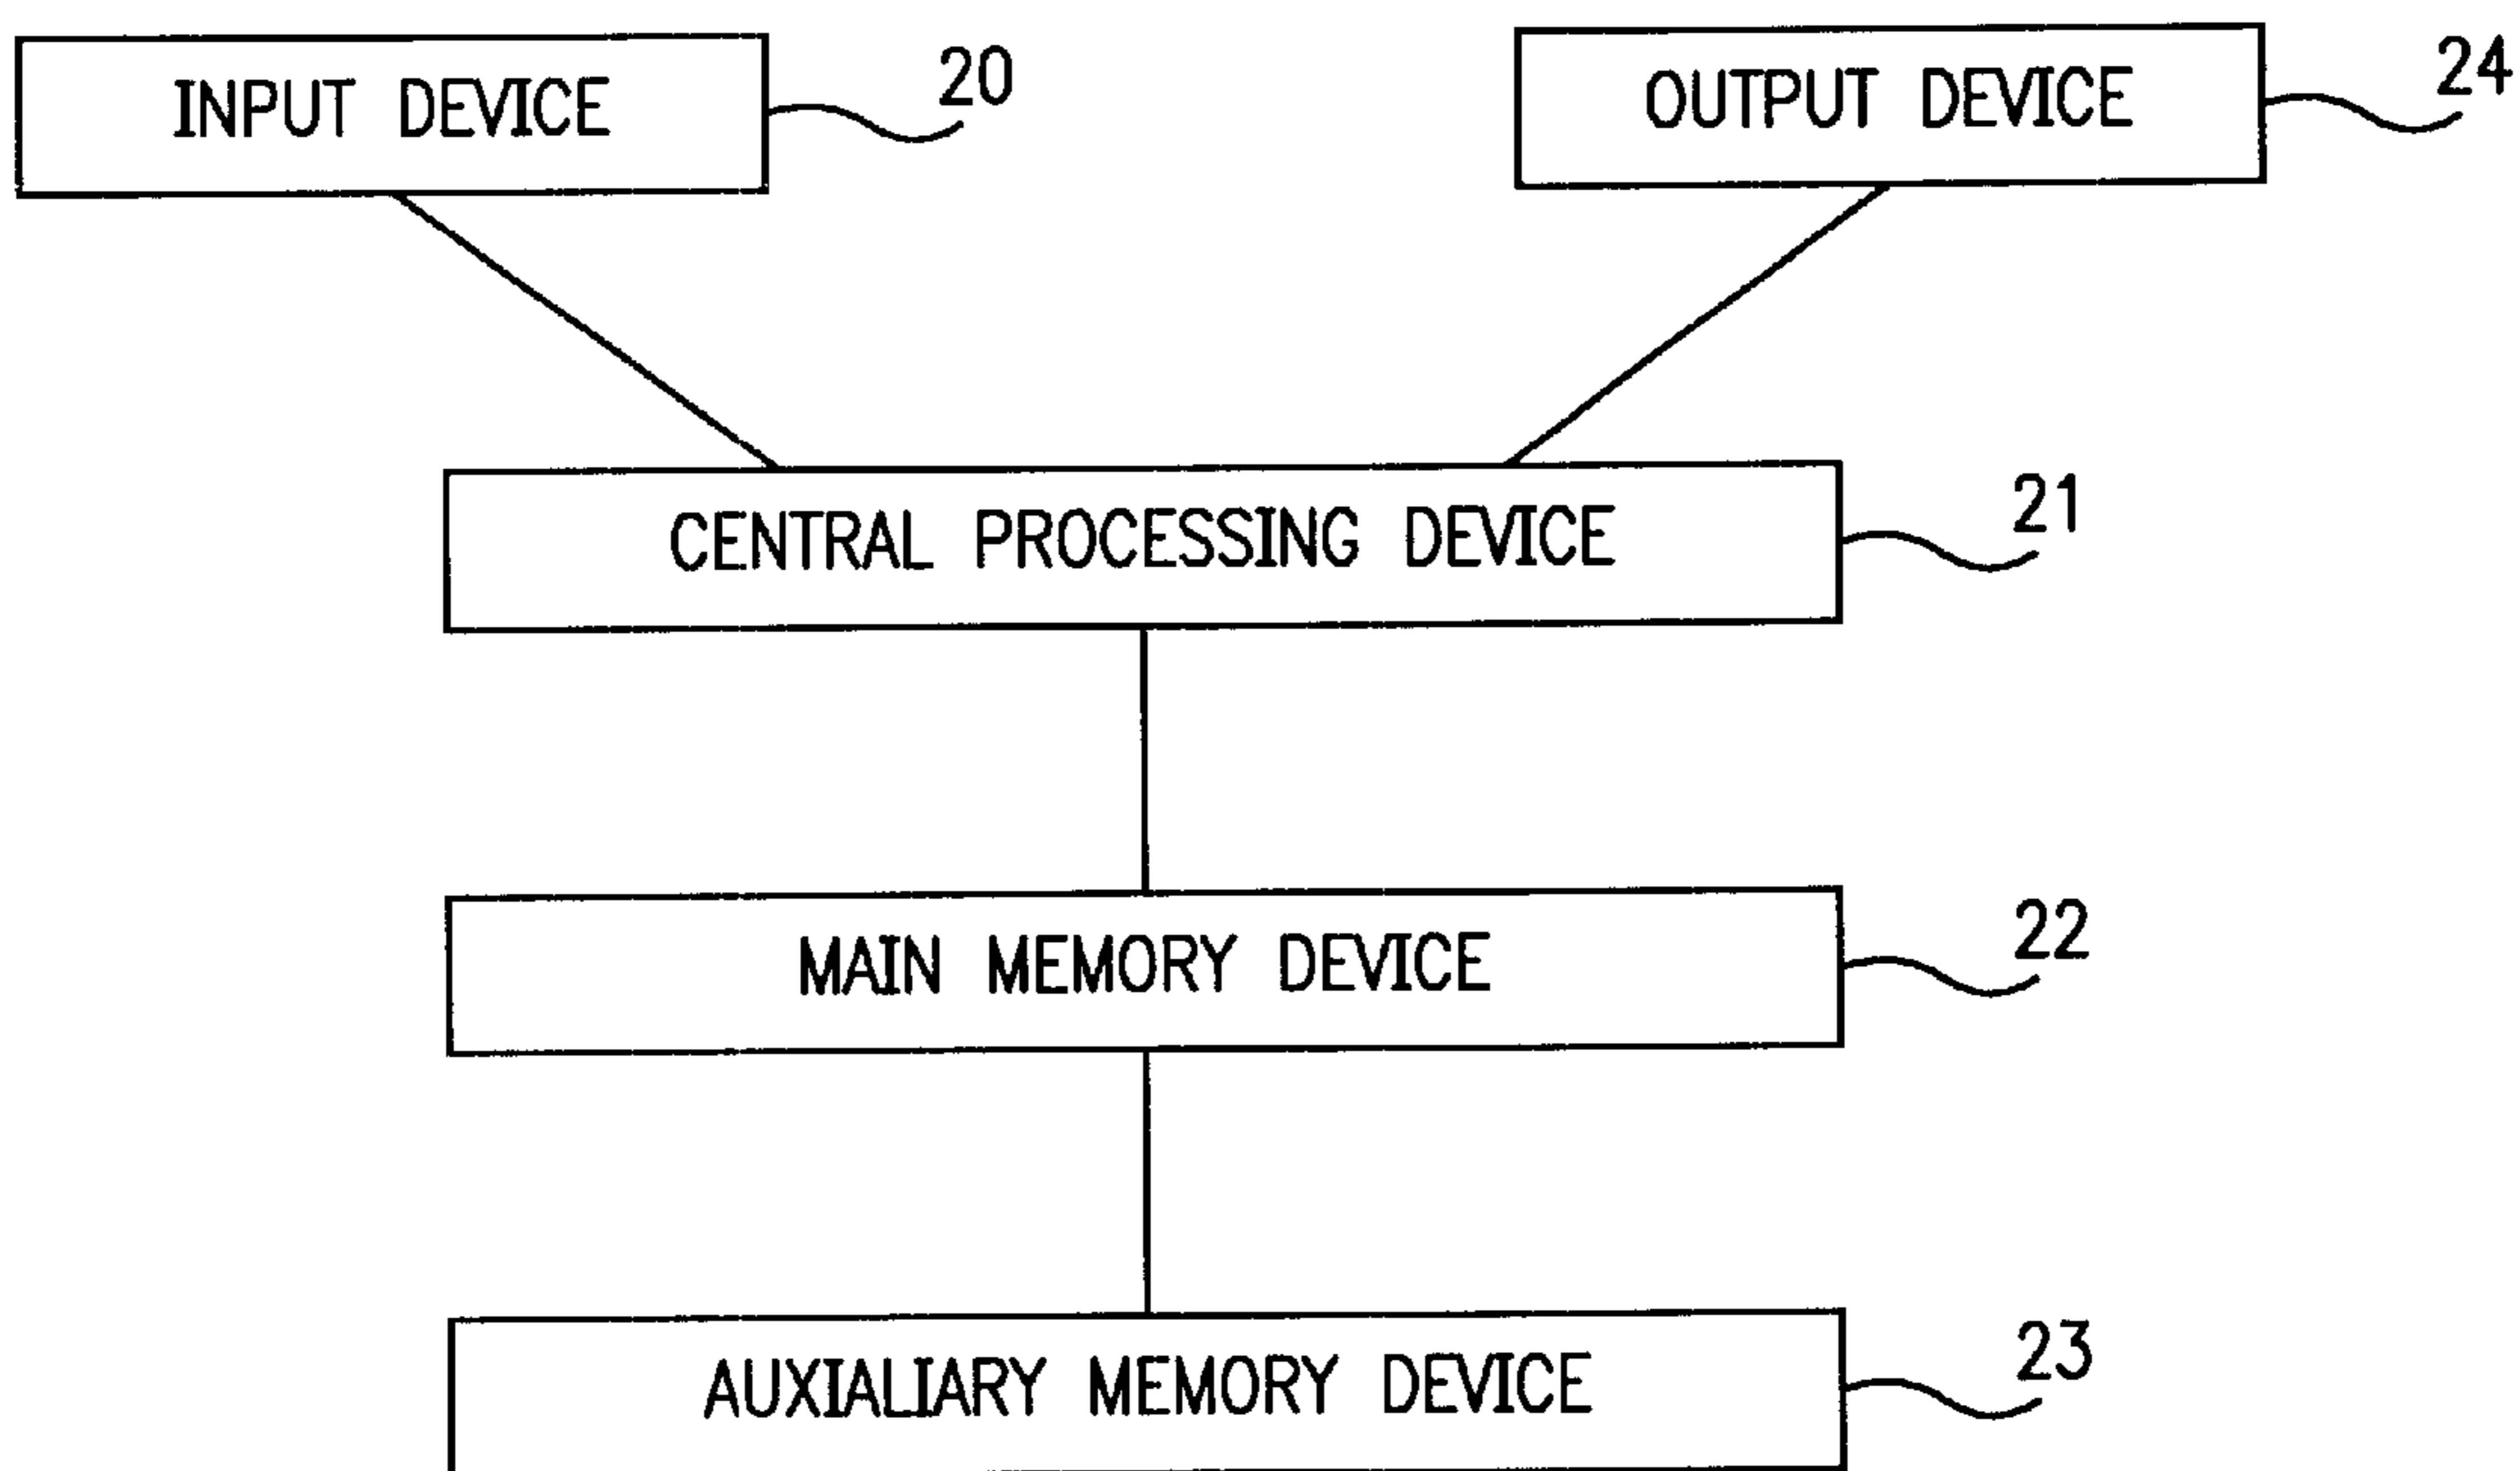 INPUT DEVICE
20
OUTPUT DEVICE
24
CENTRAL PROCESSING DEVICE
21
MAIN MEMORY DEVICE
22
AUXIALIARY MEMORY DEVICE
23